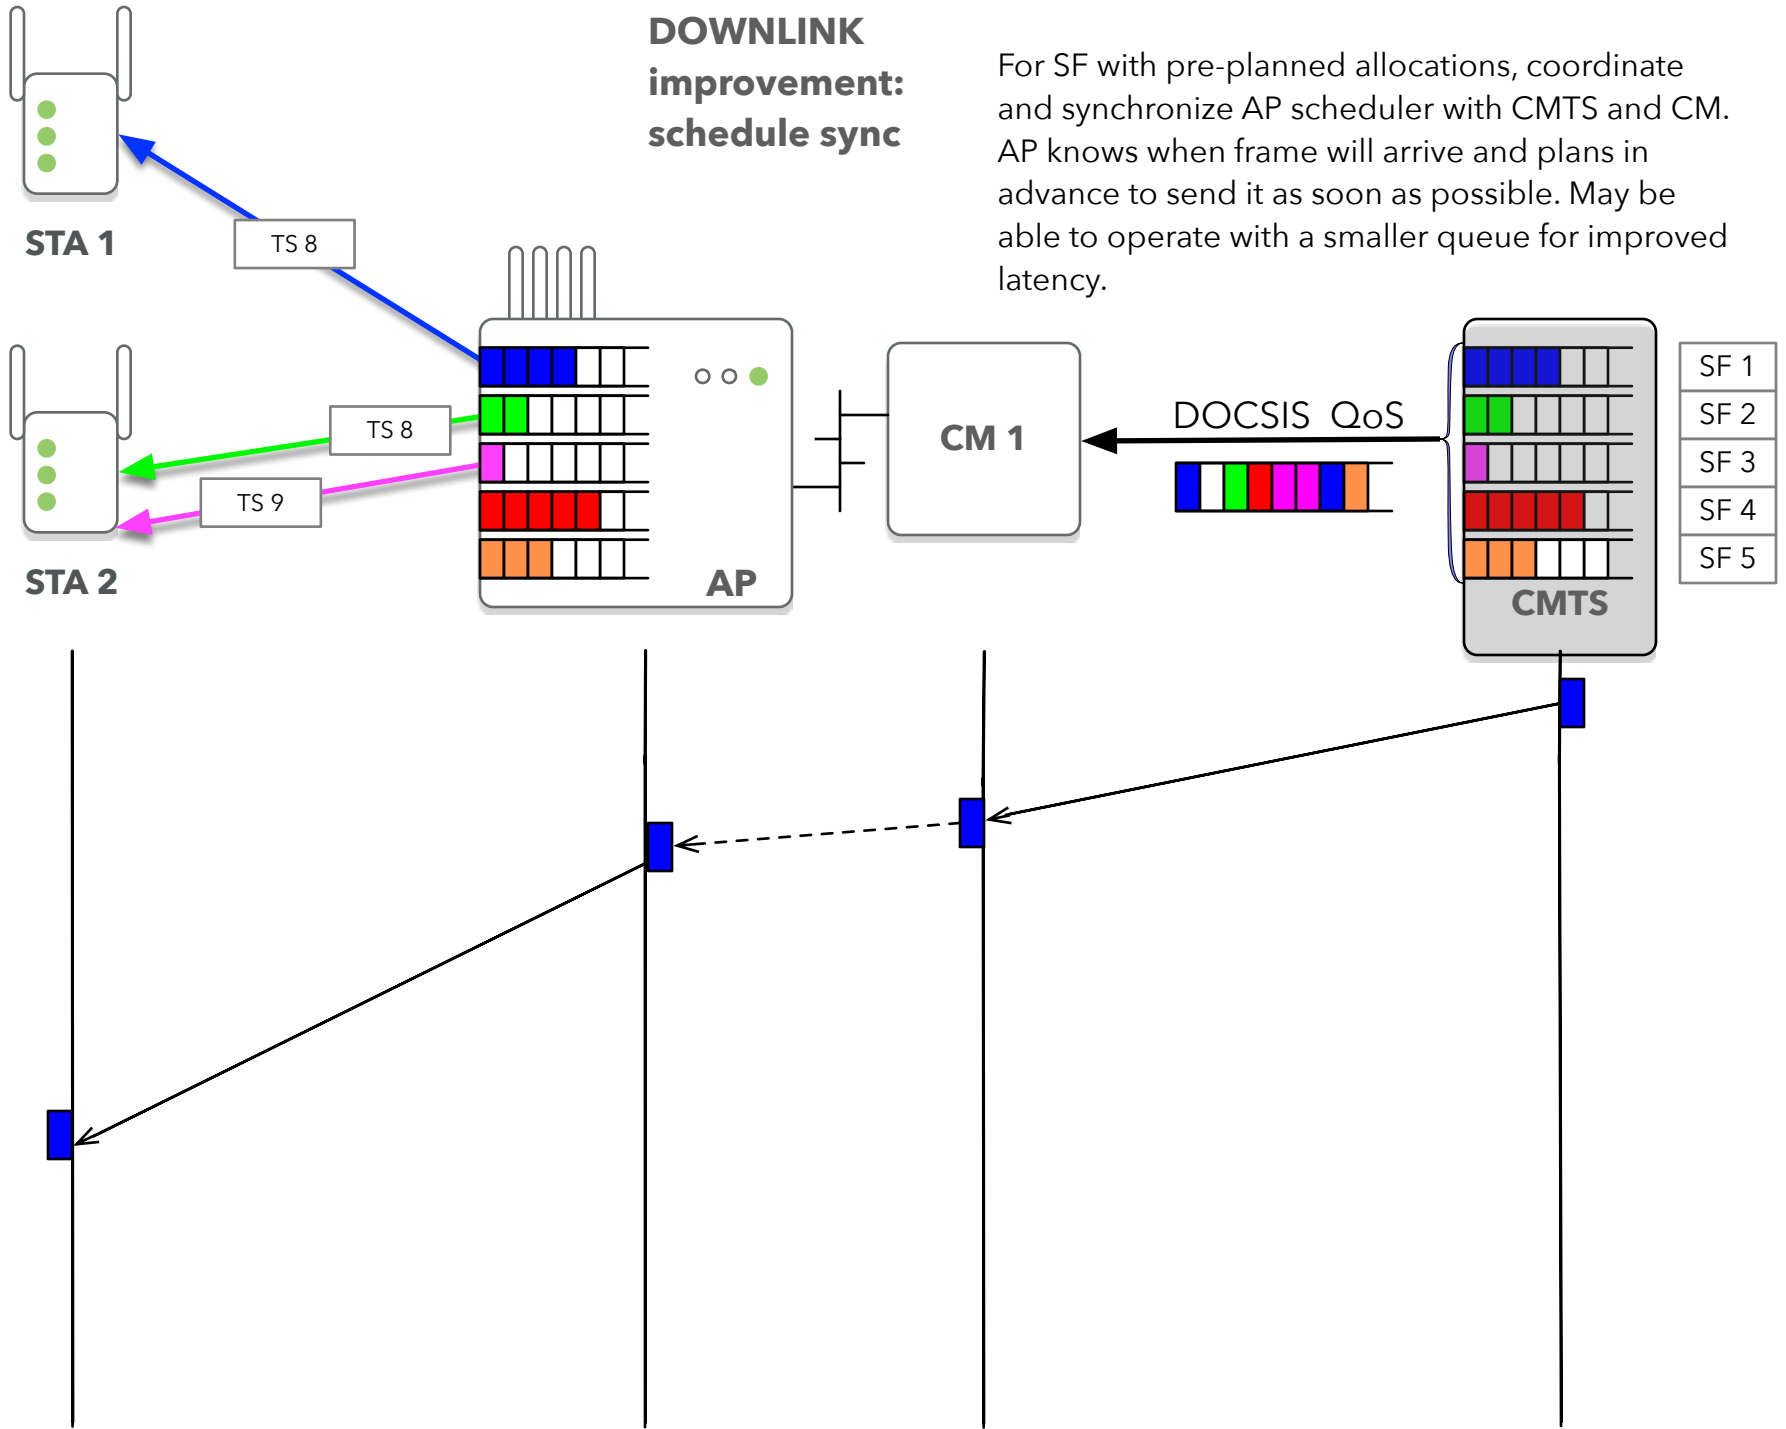 DOWNLINK
improvement:
schedule sync
For SF with pre-planned allocations, coordinate
and synchronize AP scheduler with CMTS and CM.
AP knows when frame will arrive and plans in
advance to send it as soon as possible. May be
able to operate with a smaller queue for improved
latency.
STA 1
TS 8
STA 2
TS 8
TS 9
AP
CM 1
DOCSIS QoS
CMTS
SF 1
SF 2
SF 3
SF 4
SF 5